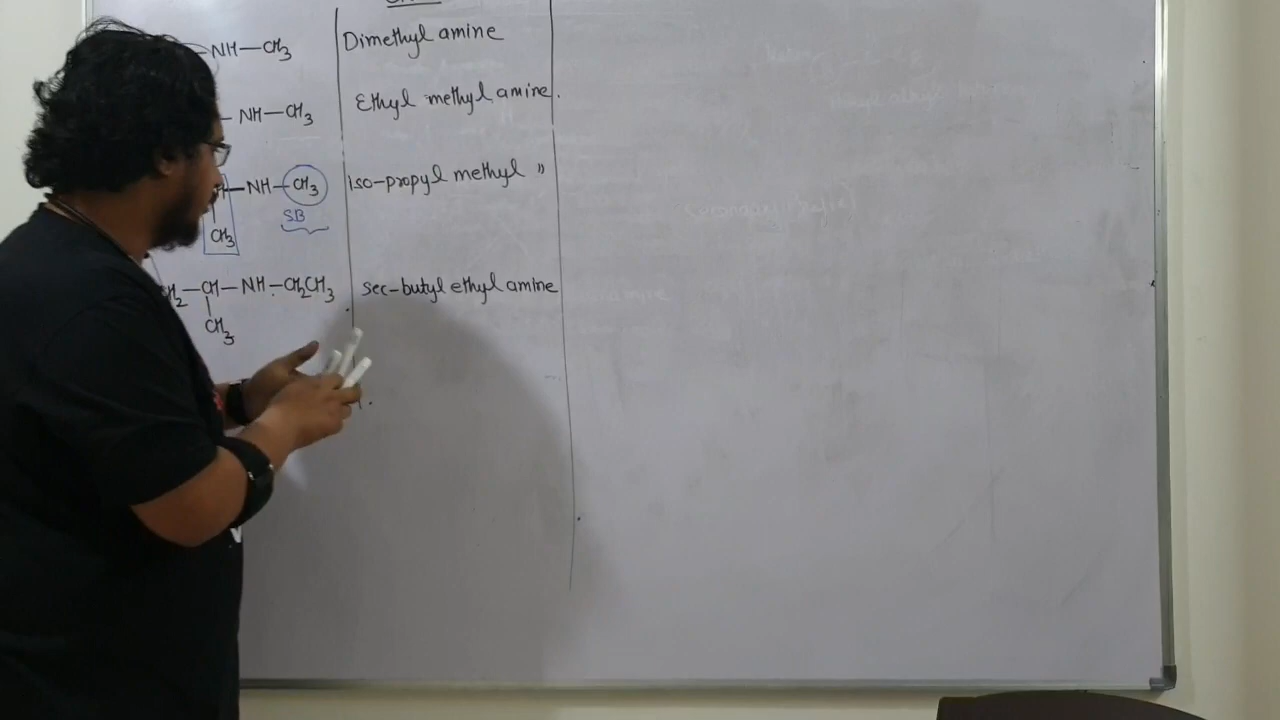 —NH—CH3 Dimethyl amine
—NH—CH3 Ethyl methyl amine.
—NH—CH3 iso-propyl methyl "
SB
CH3
—CH—NH—CH2CH3 sec-butyl ethyl amine
CH3